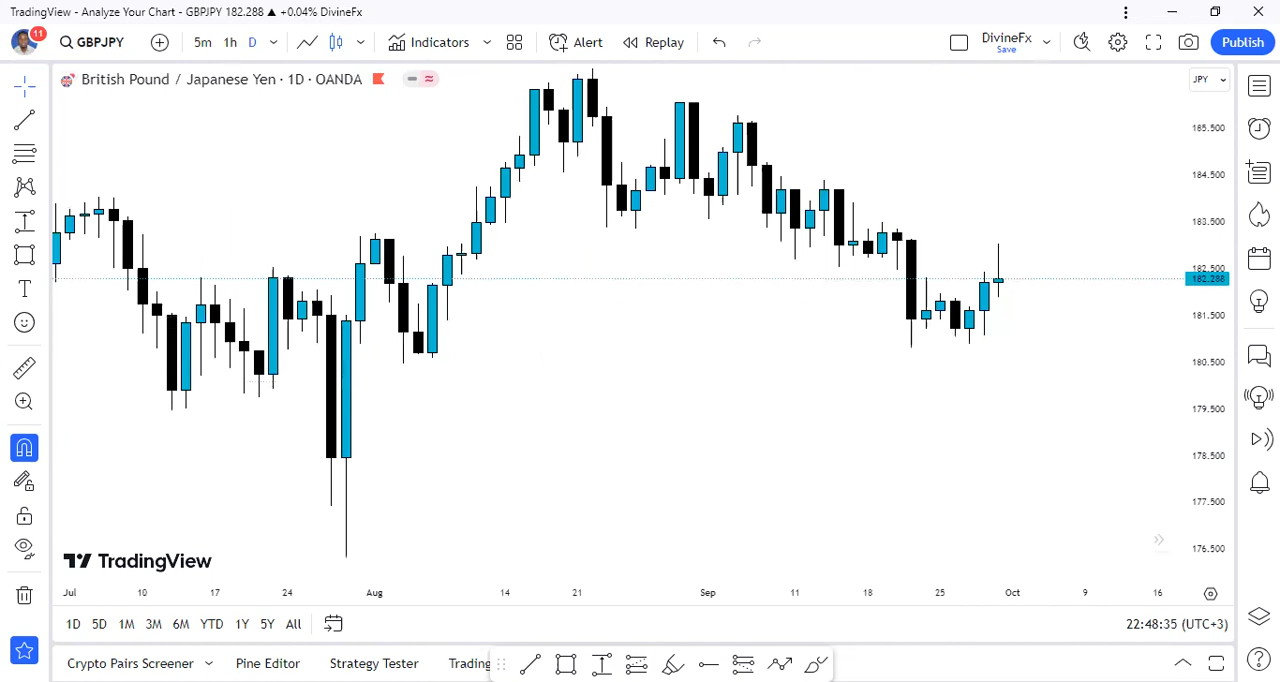 TradingView - Analyze Your Chart - GBPJPY 182.288 ▲ +0.04% DivineFx
11
GBPJPY
5m 1h D
Indicators
Alert
Replay
DivineFx
Save
Publish
British Pound / Japanese Yen · 1D · OANDA
JPY
185.500
184.500
183.500
182.500
182.288
181.500
180.500
179.500
178.500
177.500
176.500
TradingView
Jul 10 17 24 Aug 14 21 Sep 11 18 25 Oct 9 16
1D 5D 1M 3M 6M YTD 1Y 5Y All
22:48:35 (UTC+3)
Crypto Pairs Screener Pine Editor Strategy Tester Trading